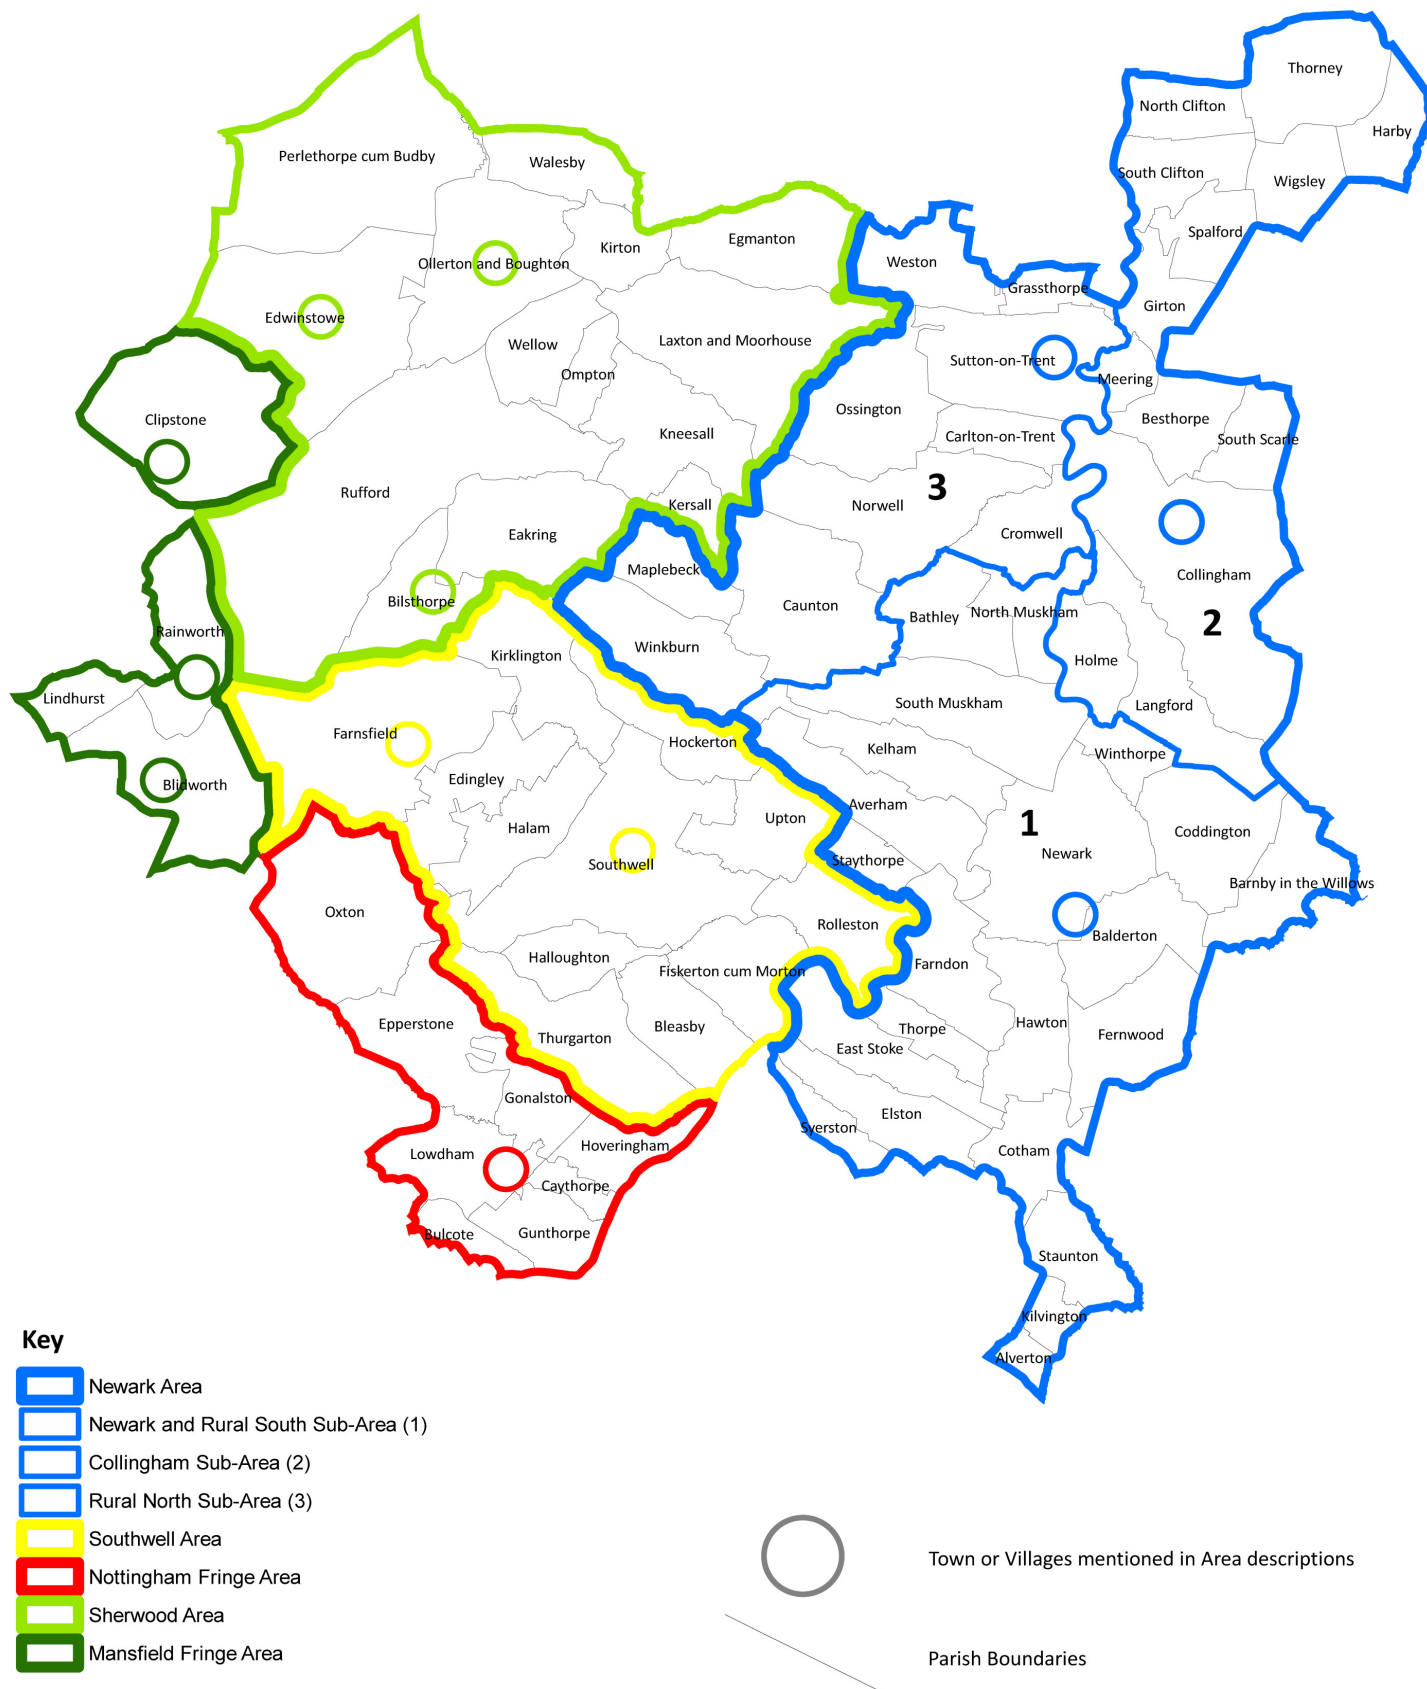 Thorney
North Clifton
Harby
Perlethorpe cum Budby
Walesby
South Clifton
Wigsley
Spalford
Egmanton
Kirton
Weston
Ollerton and Boughton
Grassthorpe
Girton
Edwinstowe
Wellow
Laxton and Moorhouse
Sutton-on-Trent
Ompton
Meering
Ossington
Clipstone
Besthorpe
Kneesall
Carlton-on-Trent
South Scarle
Rufford
3
Kersall
Norwell
Eakring
Cromwell
Maplebeck
Collingham
Bilsthorpe
Caunton
Bathley
North Muskham
2
Rainworth
Winkburn
Kirklington
Holme
Lindhurst
South Muskham
Langford
Farnsfield
Hockerton
Kelham
Winthorpe
Edingley
Blidworth
Averham
Upton
1
Halam
Coddington
Newark
Southwell
Staythorpe
Barnby in the Willows
Oxton
Rolleston
Balderton
Halloughton
Farndon
Fiskerton cum Morton
Epperstone
Bleasby
Hawton
Thorpe
Thurgarton
Fernwood
East Stoke
Gonalston
Elston
Syerston
Hoveringham
Cotham
Lowdham
Caythorpe
Bulcote
Gunthorpe
Staunton
Kilvington
Alverton
Key
Newark Area
Newark and Rural South Sub-Area (1)
Collingham Sub-Area (2)
Rural North Sub-Area (3)
Southwell Area
Nottingham Fringe Area
Sherwood Area
Mansfield Fringe Area
Town or Villages mentioned in Area descriptions
Parish Boundaries